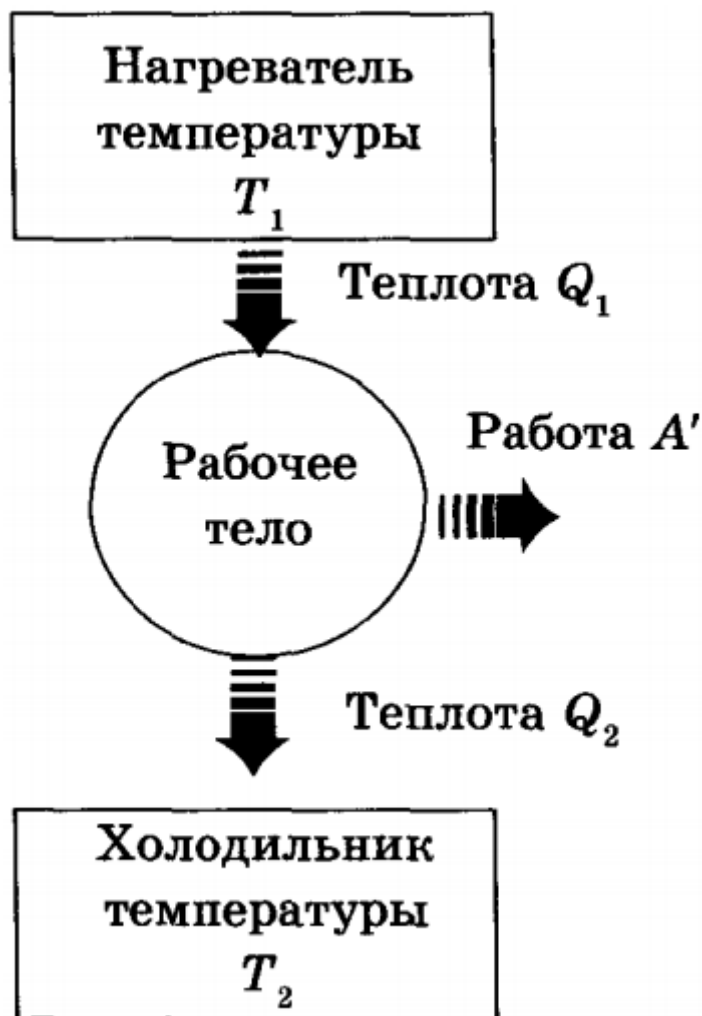 Нагреватель
температуры
T₁
Теплота Q₁
Работа A′
Рабочее
тело
Теплота Q₂
Холодильник
температуры
T₂